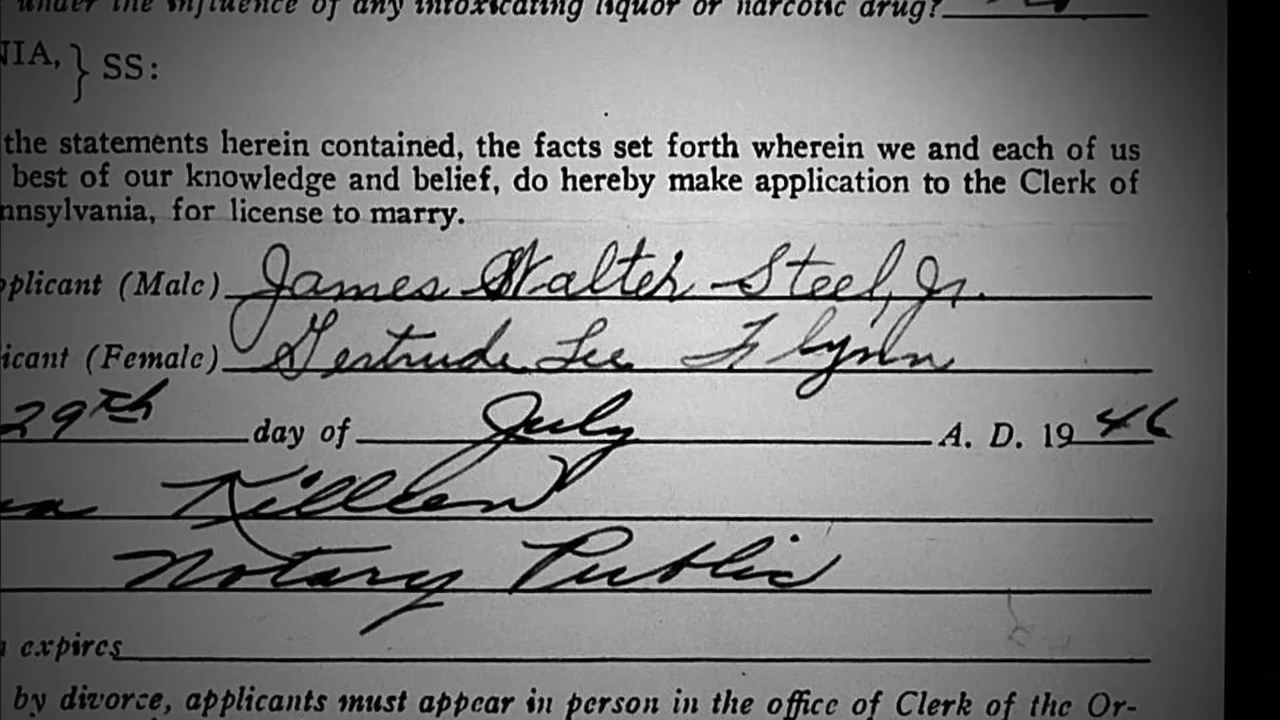 under the influence of any intoxicating liquor or narcotic drug?
NIA, } SS:
the statements herein contained, the facts set forth wherein we and each of us
best of our knowledge and belief, do hereby make application to the Clerk of
nnsylvania, for license to marry.
pplicant (Male) James Walter Steel, Jr.
icant (Female) Gertrude Lee Flynn
29th day of July A. D. 1946
Killeen
Notary Public
expires
by divorce, applicants must appear in person in the office of Clerk of the Or-